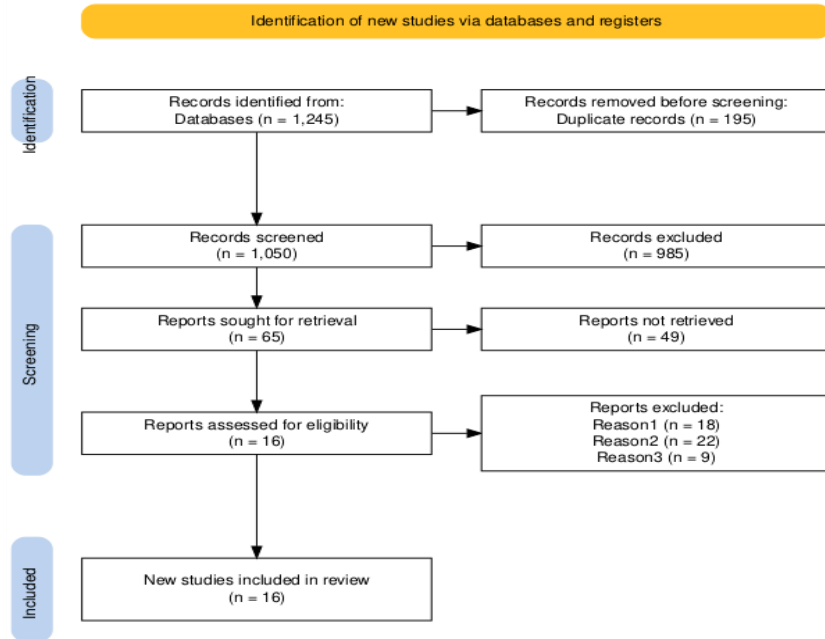 Identification of new studies via databases and registers
Identification
Records identified from:
Databases (n = 1,245)
Records removed before screening:
Duplicate records (n = 195)
Screening
Records screened
(n = 1,050)
Records excluded
(n = 985)
Reports sought for retrieval
(n = 65)
Reports not retrieved
(n = 49)
Reports assessed for eligibility
(n = 16)
Reports excluded:
Reason1 (n = 18)
Reason2 (n = 22)
Reason3 (n = 9)
Included
New studies included in review
(n = 16)